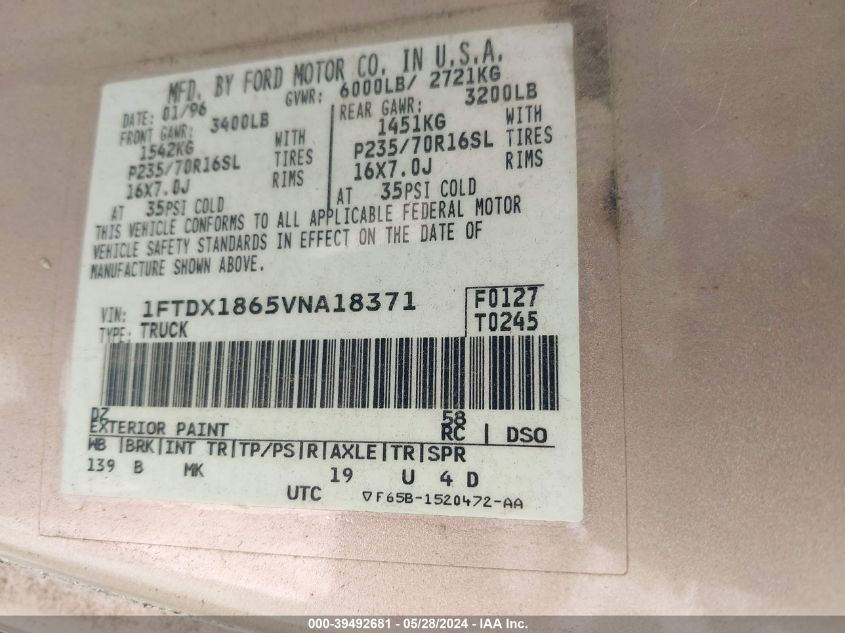 MFD. BY FORD MOTOR CO. IN U.S.A.
DATE: 01/96 GVWR: 6000LB/ 2721KG
FRONT GAWR: 3400LB REAR GAWR: 3200LB
1542KG WITH 1451KG WITH
P235/70R16SL TIRES P235/70R16SL TIRES
16X7.0J RIMS 16X7.0J RIMS
AT 35PSI COLD AT 35PSI COLD
THIS VEHICLE CONFORMS TO ALL APPLICABLE FEDERAL MOTOR
VEHICLE SAFETY STANDARDS IN EFFECT ON THE DATE OF
MANUFACTURE SHOWN ABOVE.
VIN: 1FTDX1865VNA18371 F0127
TYPE: TRUCK T0245
DZ 58
EXTERIOR PAINT RC | DSO
WB |BRK|INT TR|TP/PS|R|AXLE|TR|SPR
139 B MK 19 U 4 D
UTC ▽F65B-1520472-AA
000-39492681 - 05/28/2024 - IAA Inc.